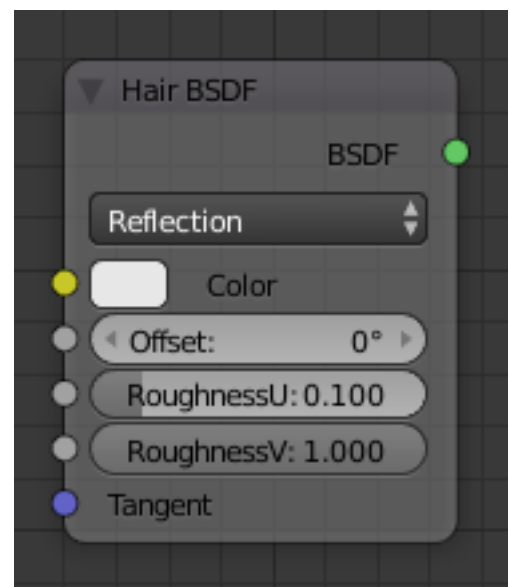 Hair BSDF
BSDF
Reflection
Color
Offset: 0°
RoughnessU: 0.100
RoughnessV: 1.000
Tangent